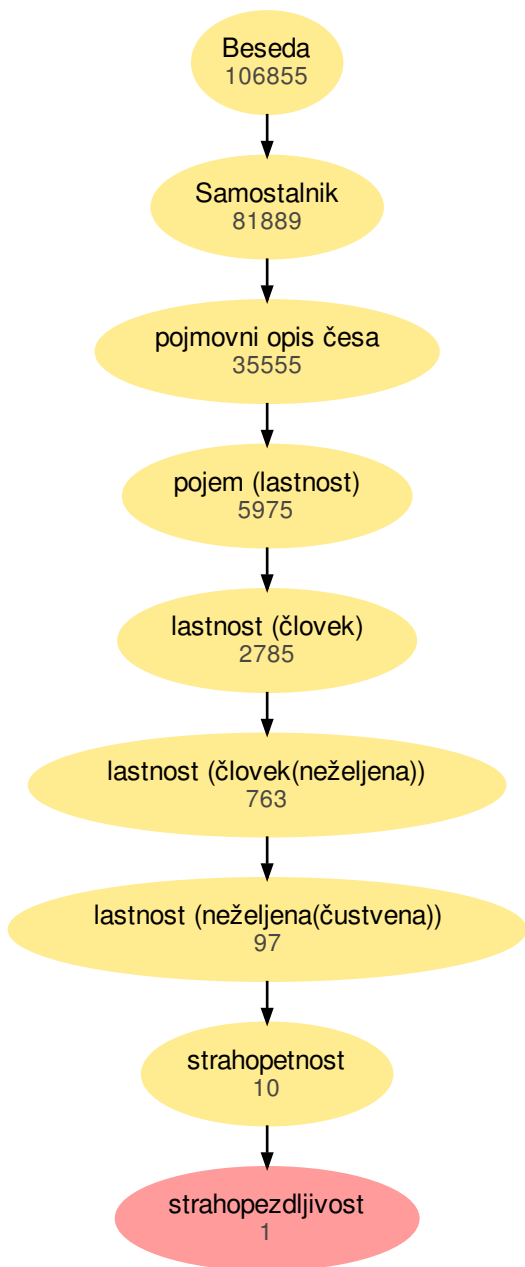 Beseda
106855
Samostalnik
81889
pojmovni opis česa
35555
pojem (lastnost)
5975
lastnost (človek)
2785
lastnost (človek(neželjena))
763
lastnost (neželjena(čustvena))
97
strahopetnost
10
strahopezdljivost
1